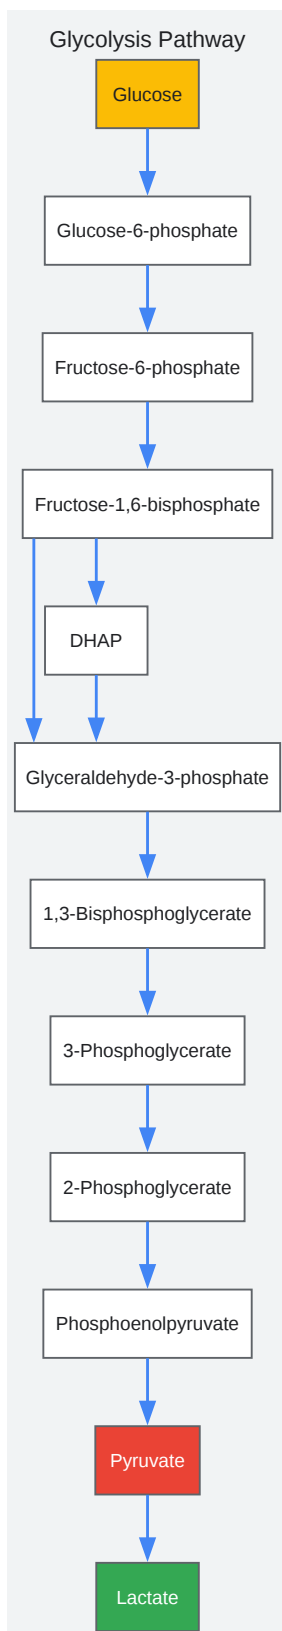 Glycolysis Pathway
Glucose
Glucose-6-phosphate
Fructose-6-phosphate
Fructose-1,6-bisphosphate
DHAP
Glyceraldehyde-3-phosphate
1,3-Bisphosphoglycerate
3-Phosphoglycerate
2-Phosphoglycerate
Phosphoenolpyruvate
Pyruvate
Lactate